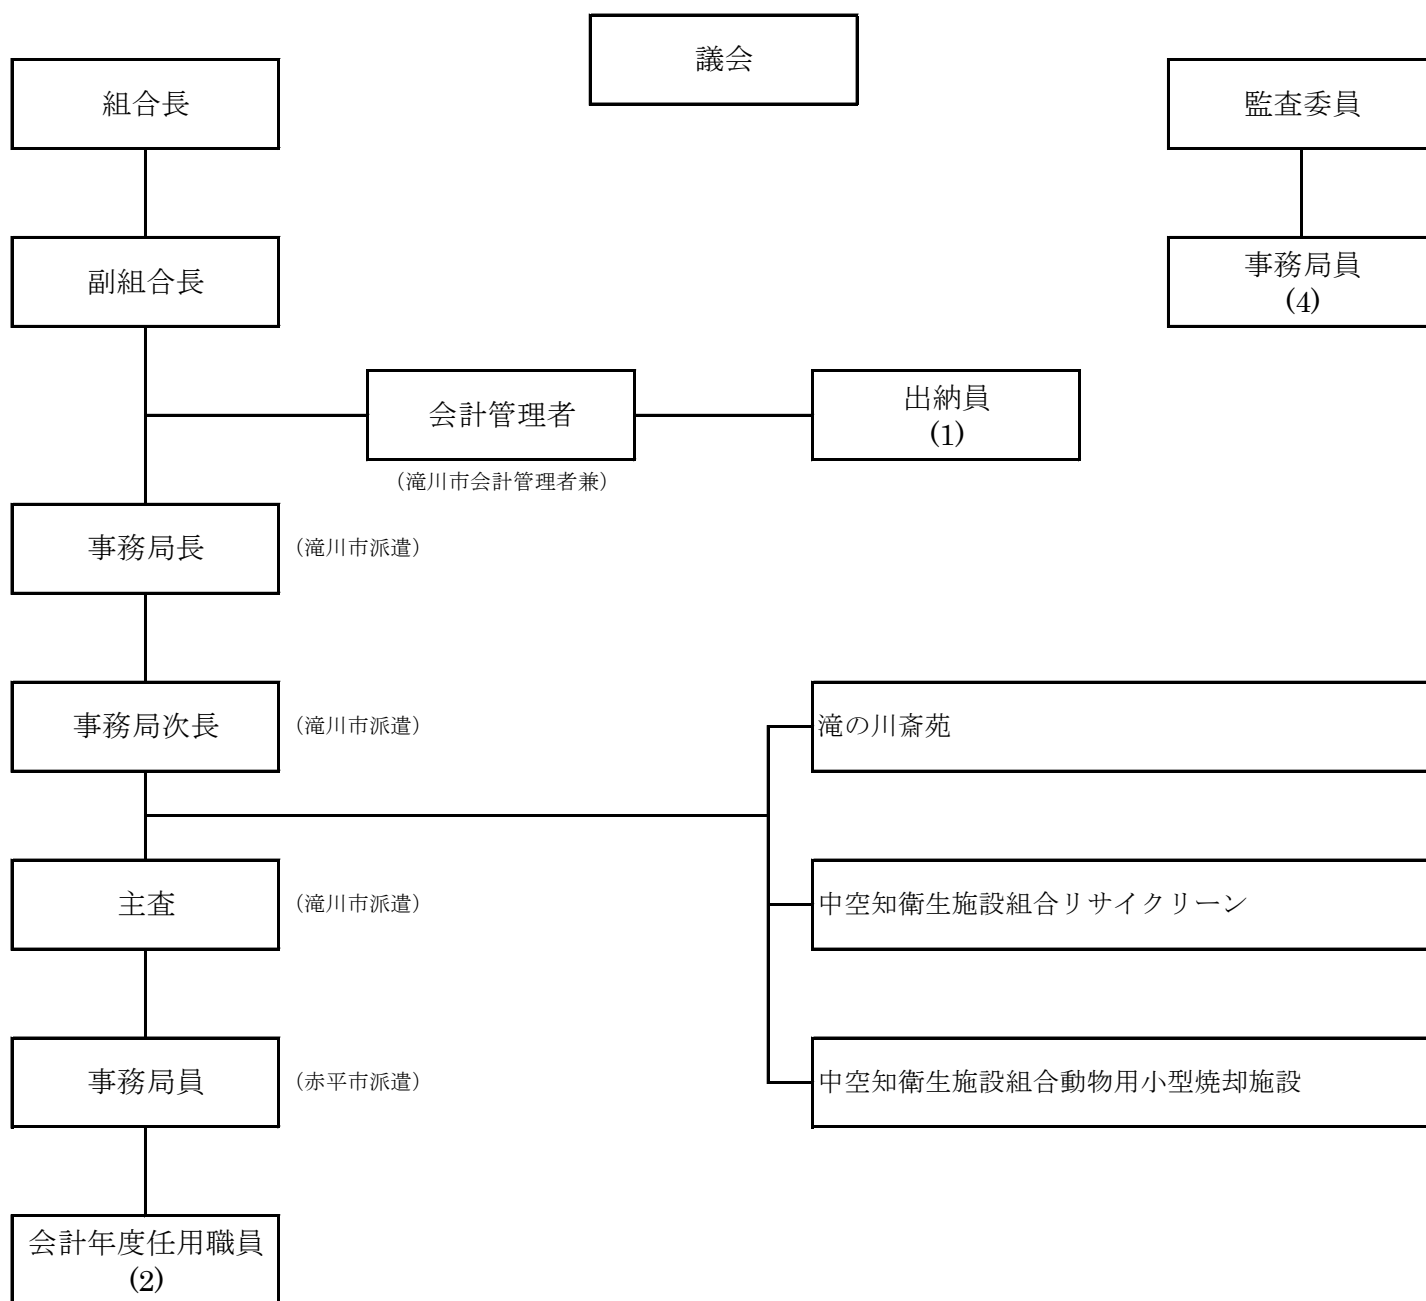 議会
組合長
監査委員
副組合長
事務局員
(4)
会計管理者
出納員
(1)
（滝川市会計管理者兼）
事務局長
（滝川市派遣）
事務局次長
（滝川市派遣）
滝の川斎苑
主査
（滝川市派遣）
中空知衛生施設組合リサイクリーン
事務局員
（赤平市派遣）
中空知衛生施設組合動物用小型焼却施設
会計年度任用職員
(2)